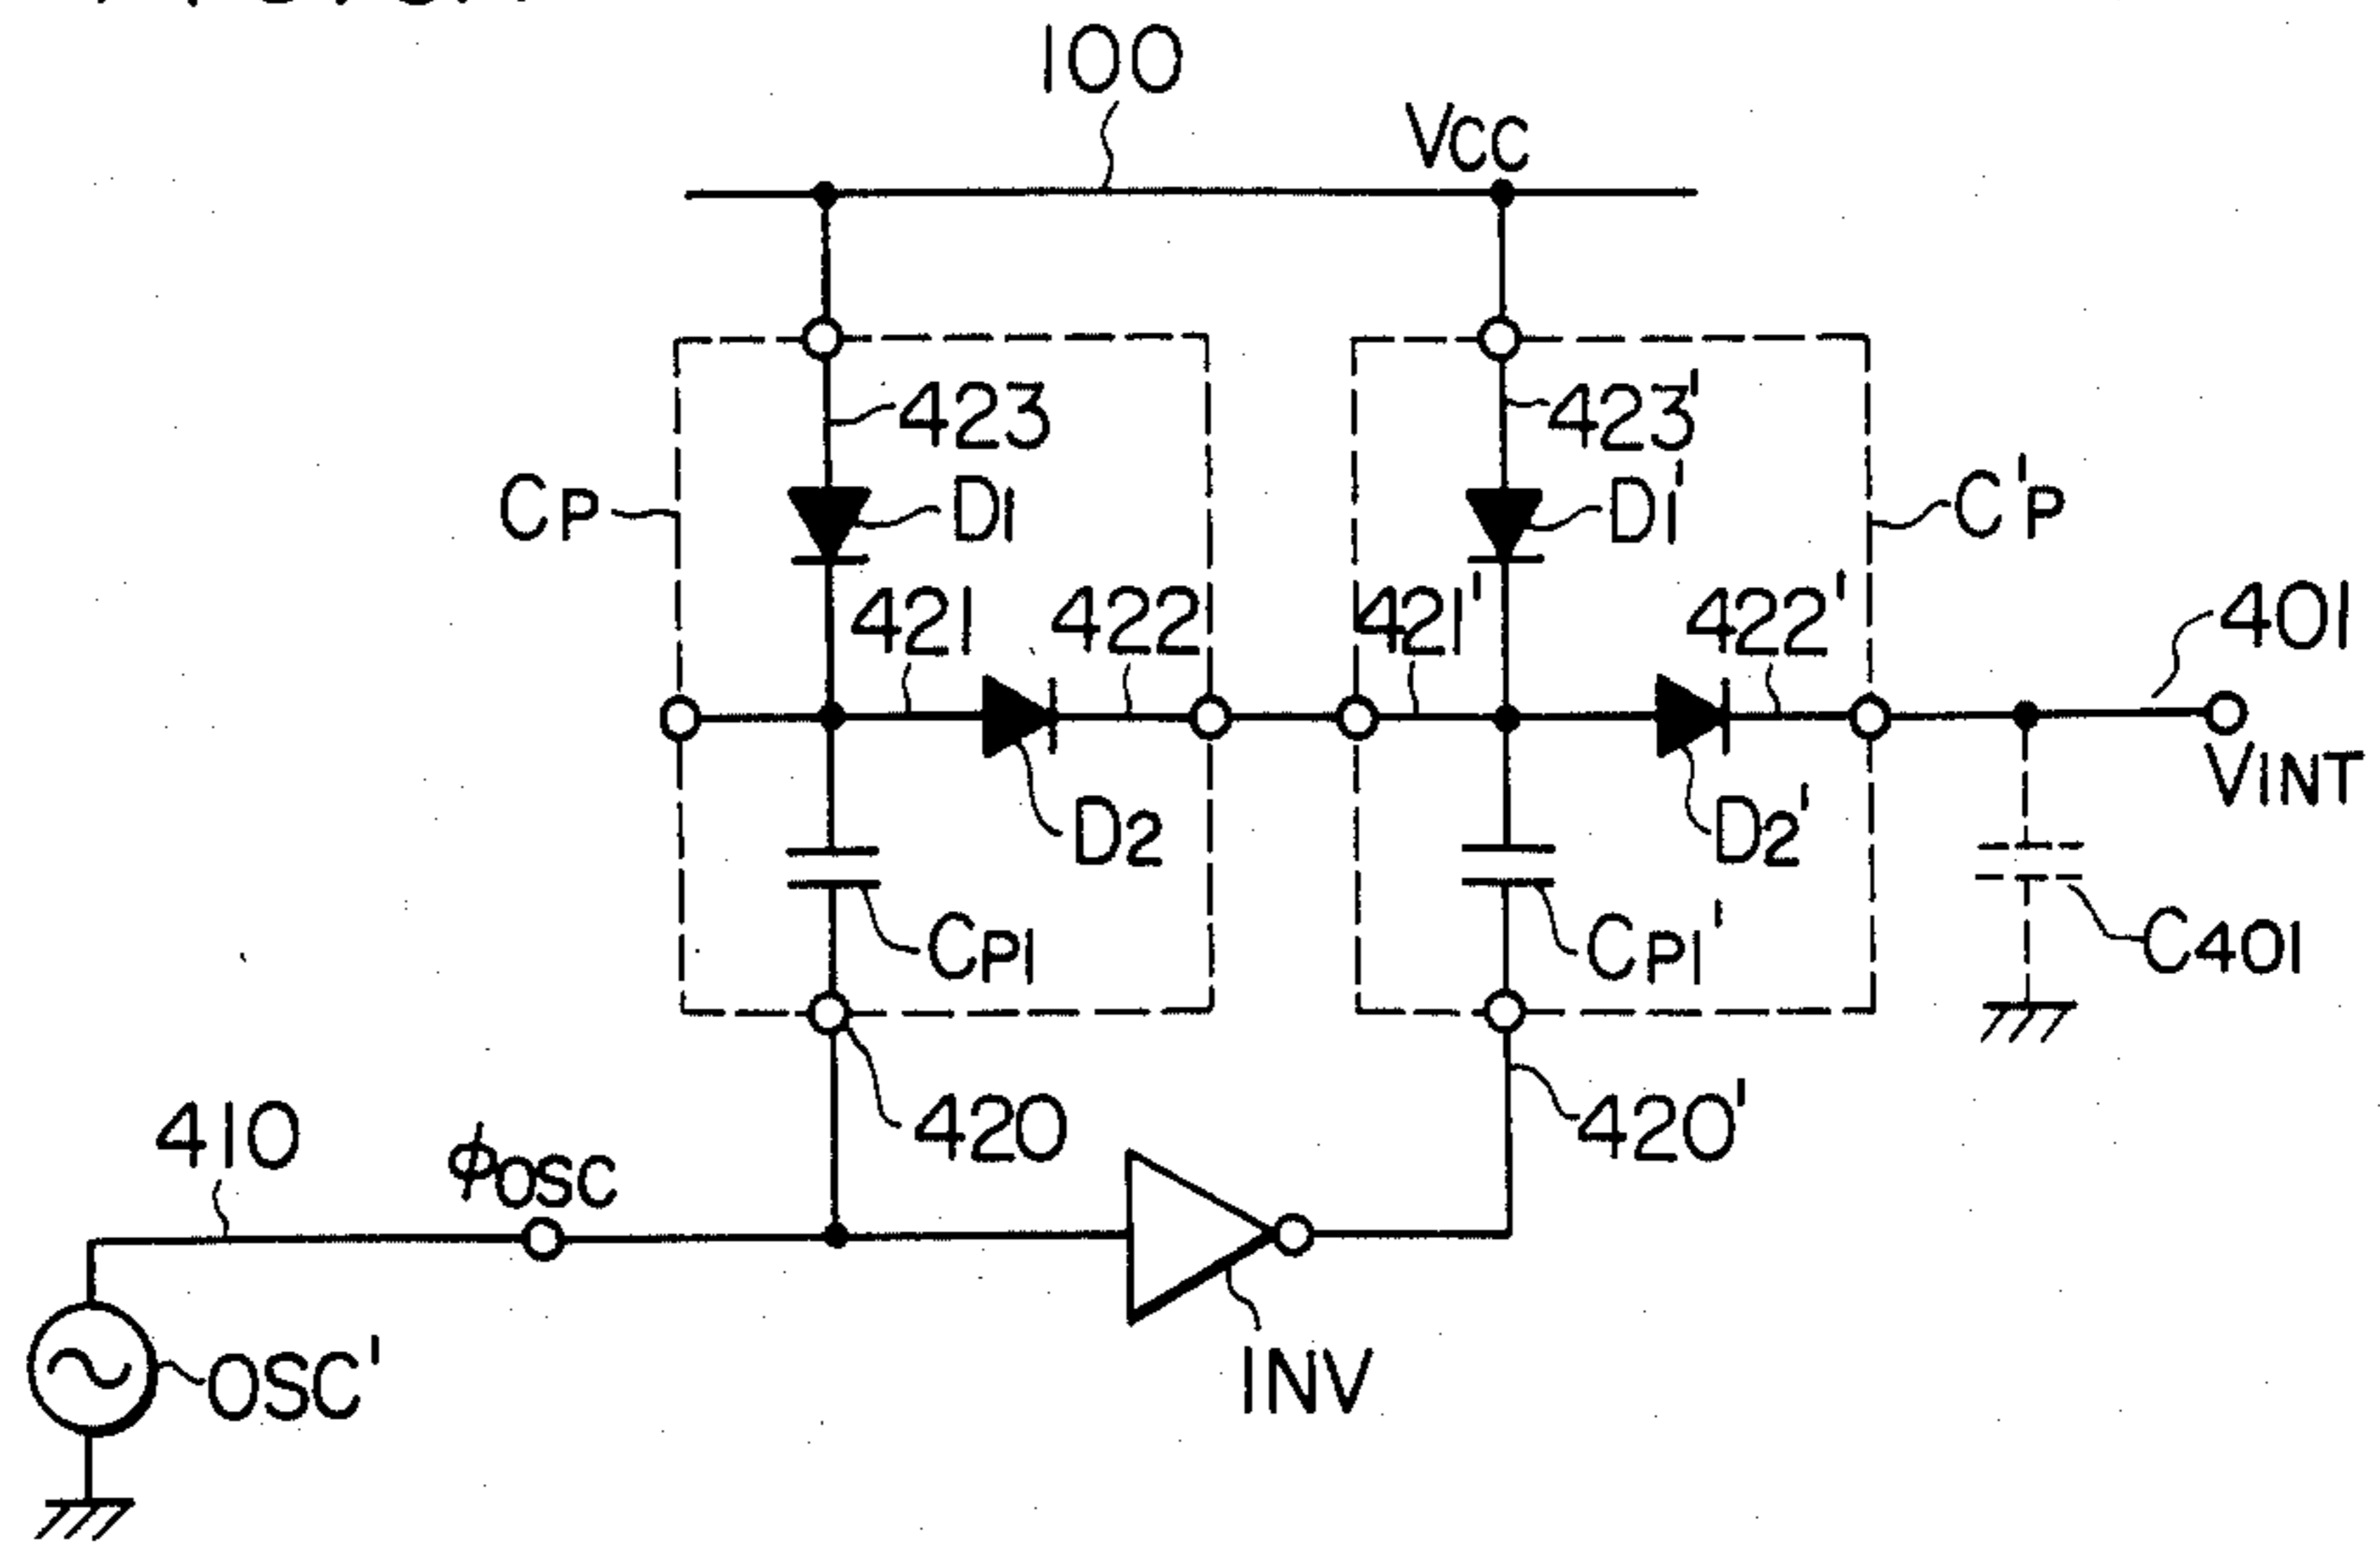 100
VCC
423
423'
CP
D1
D1'
C'P
421
422
421'
422'
401
VINT
D2
D2'
CP1
CP1'
C401
420
420'
410
φOSC
OSC'
INV